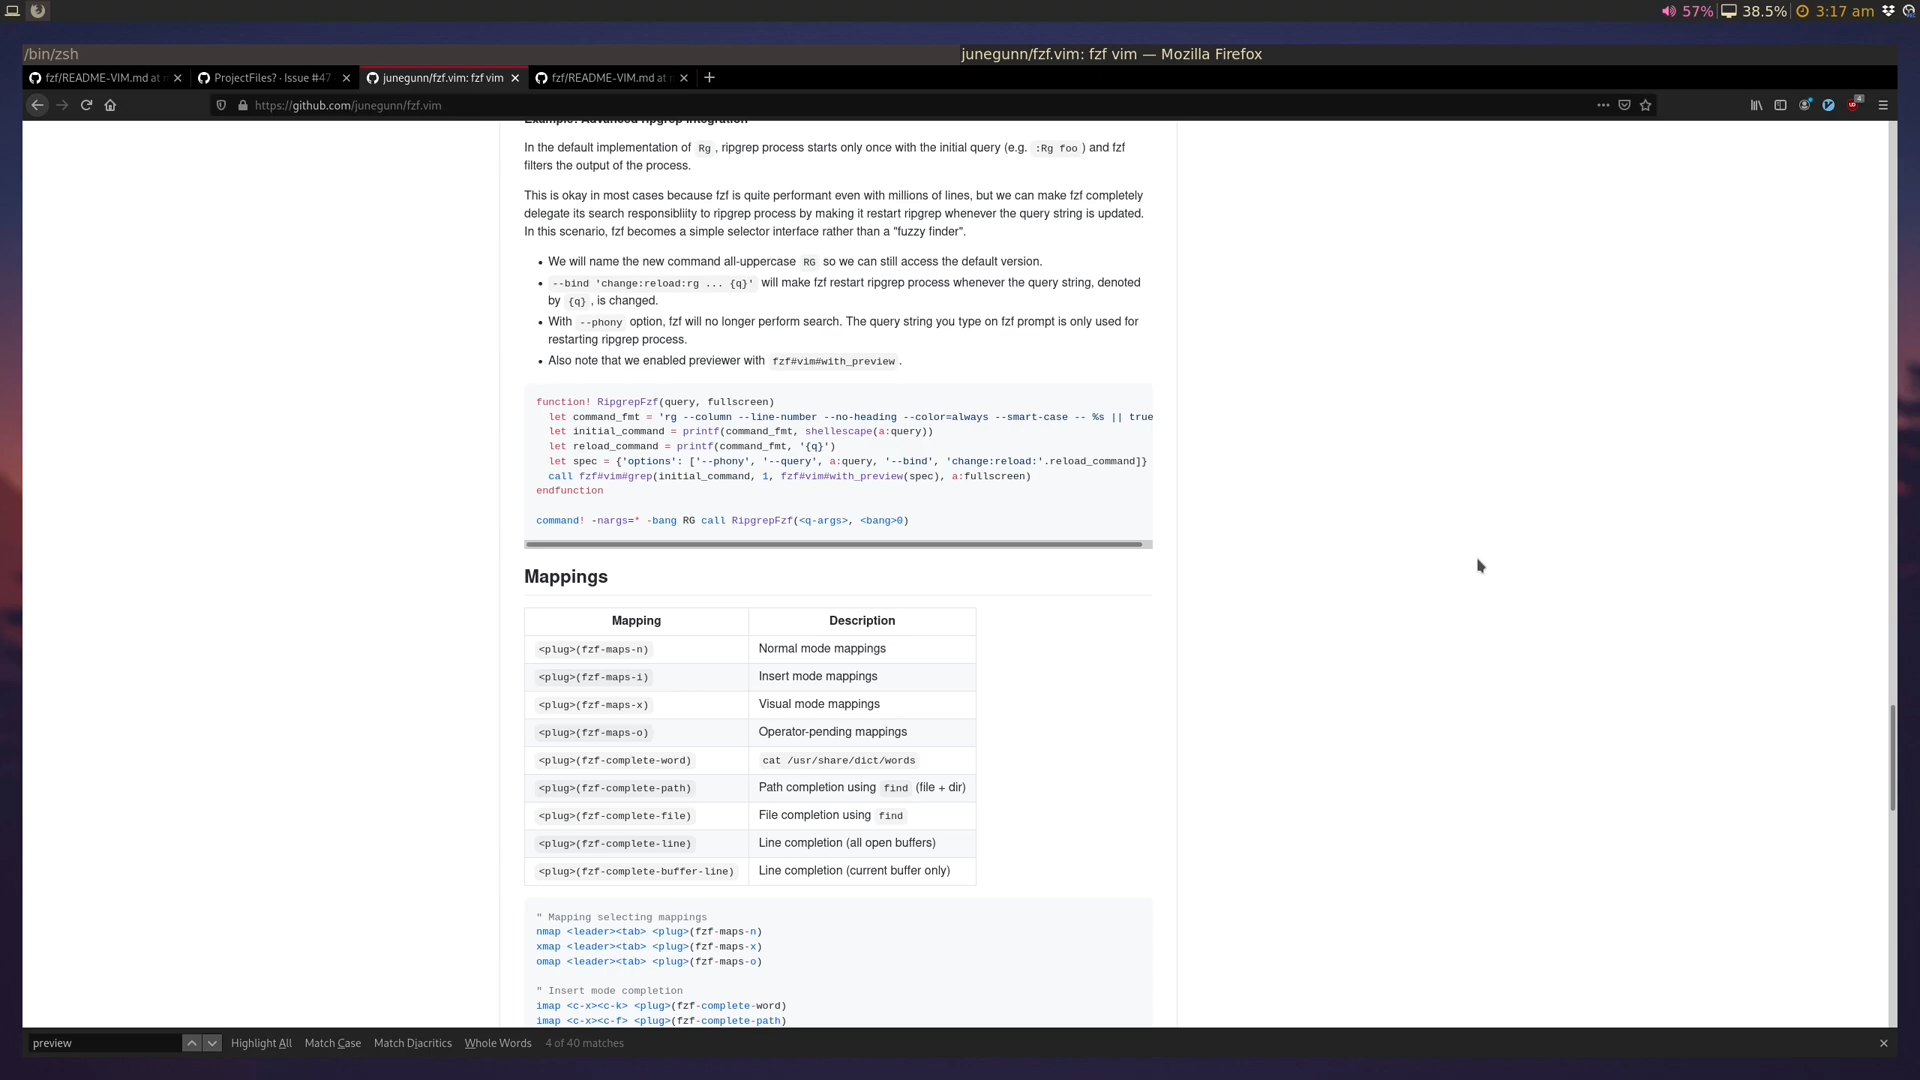 57% 38.5% 3:17 am
/bin/zsh
junegunn/fzf.vim: fzf vim — Mozilla Firefox
fzf/README-VIM.md at n
ProjectFiles? · Issue #47
junegunn/fzf.vim: fzf vim
fzf/README-VIM.md at
https://github.com/junegunn/fzf.vim
4
Example: Advanced ripgrep integration
In the default implementation of Rg , ripgrep process starts only once with the initial query (e.g. :Rg foo ) and fzf
filters the output of the process.
This is okay in most cases because fzf is quite performant even with millions of lines, but we can make fzf completely
delegate its search responsibliity to ripgrep process by making it restart ripgrep whenever the query string is updated.
In this scenario, fzf becomes a simple selector interface rather than a "fuzzy finder".
• We will name the new command all-uppercase RG so we can still access the default version.
• --bind 'change:reload:rg ... {q}' will make fzf restart ripgrep process whenever the query string, denoted
by {q} , is changed.
• With --phony option, fzf will no longer perform search. The query string you type on fzf prompt is only used for
restarting ripgrep process.
• Also note that we enabled previewer with fzf#vim#with_preview .
function! RipgrepFzf(query, fullscreen)
let command_fmt = 'rg --column --line-number --no-heading --color=always --smart-case -- %s || true
let initial_command = printf(command_fmt, shellescape(a:query))
let reload_command = printf(command_fmt, '{q}')
let spec = {'options': ['--phony', '--query', a:query, '--bind', 'change:reload:'.reload_command]}
call fzf#vim#grep(initial_command, 1, fzf#vim#with_preview(spec), a:fullscreen)
endfunction
command! -nargs=* -bang RG call RipgrepFzf(<q-args>, <bang>0)
Mappings
Mapping Description
<plug>(fzf-maps-n) Normal mode mappings
<plug>(fzf-maps-i) Insert mode mappings
<plug>(fzf-maps-x) Visual mode mappings
<plug>(fzf-maps-o) Operator-pending mappings
<plug>(fzf-complete-word) cat /usr/share/dict/words
<plug>(fzf-complete-path) Path completion using find (file + dir)
<plug>(fzf-complete-file) File completion using find
<plug>(fzf-complete-line) Line completion (all open buffers)
<plug>(fzf-complete-buffer-line) Line completion (current buffer only)
" Mapping selecting mappings
nmap <leader><tab> <plug>(fzf-maps-n)
xmap <leader><tab> <plug>(fzf-maps-x)
omap <leader><tab> <plug>(fzf-maps-o)
" Insert mode completion
imap <c-x><c-k> <plug>(fzf-complete-word)
imap <c-x><c-f> <plug>(fzf-complete-path)
preview Highlight All Match Case Match Diacritics Whole Words 4 of 40 matches